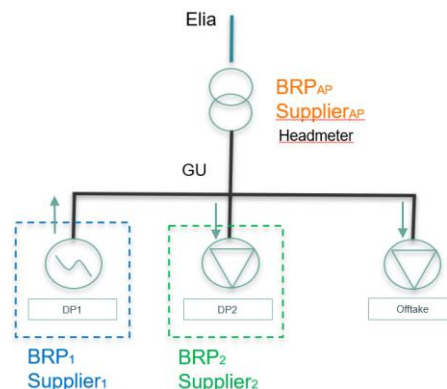 Elia
BRPAP
SupplierAP
Headmeter
GU
DP1
DP2
Offtake
BRP1
Supplier1
BRP2
Supplier2